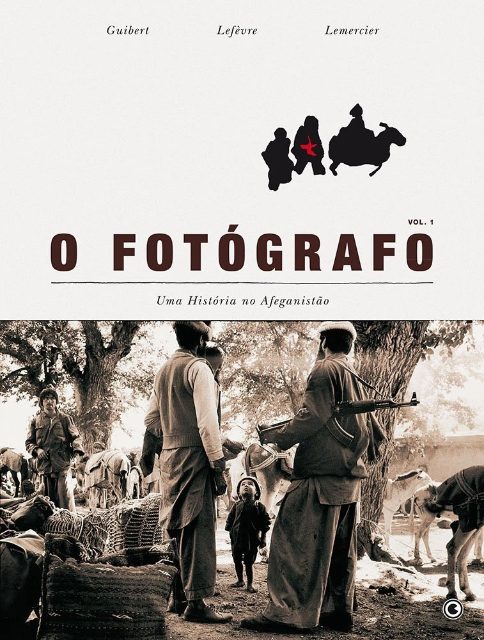 Guibert Lefèvre Lemercier
VOL. 1
O FOTÓGRAFO
Uma História no Afeganistão